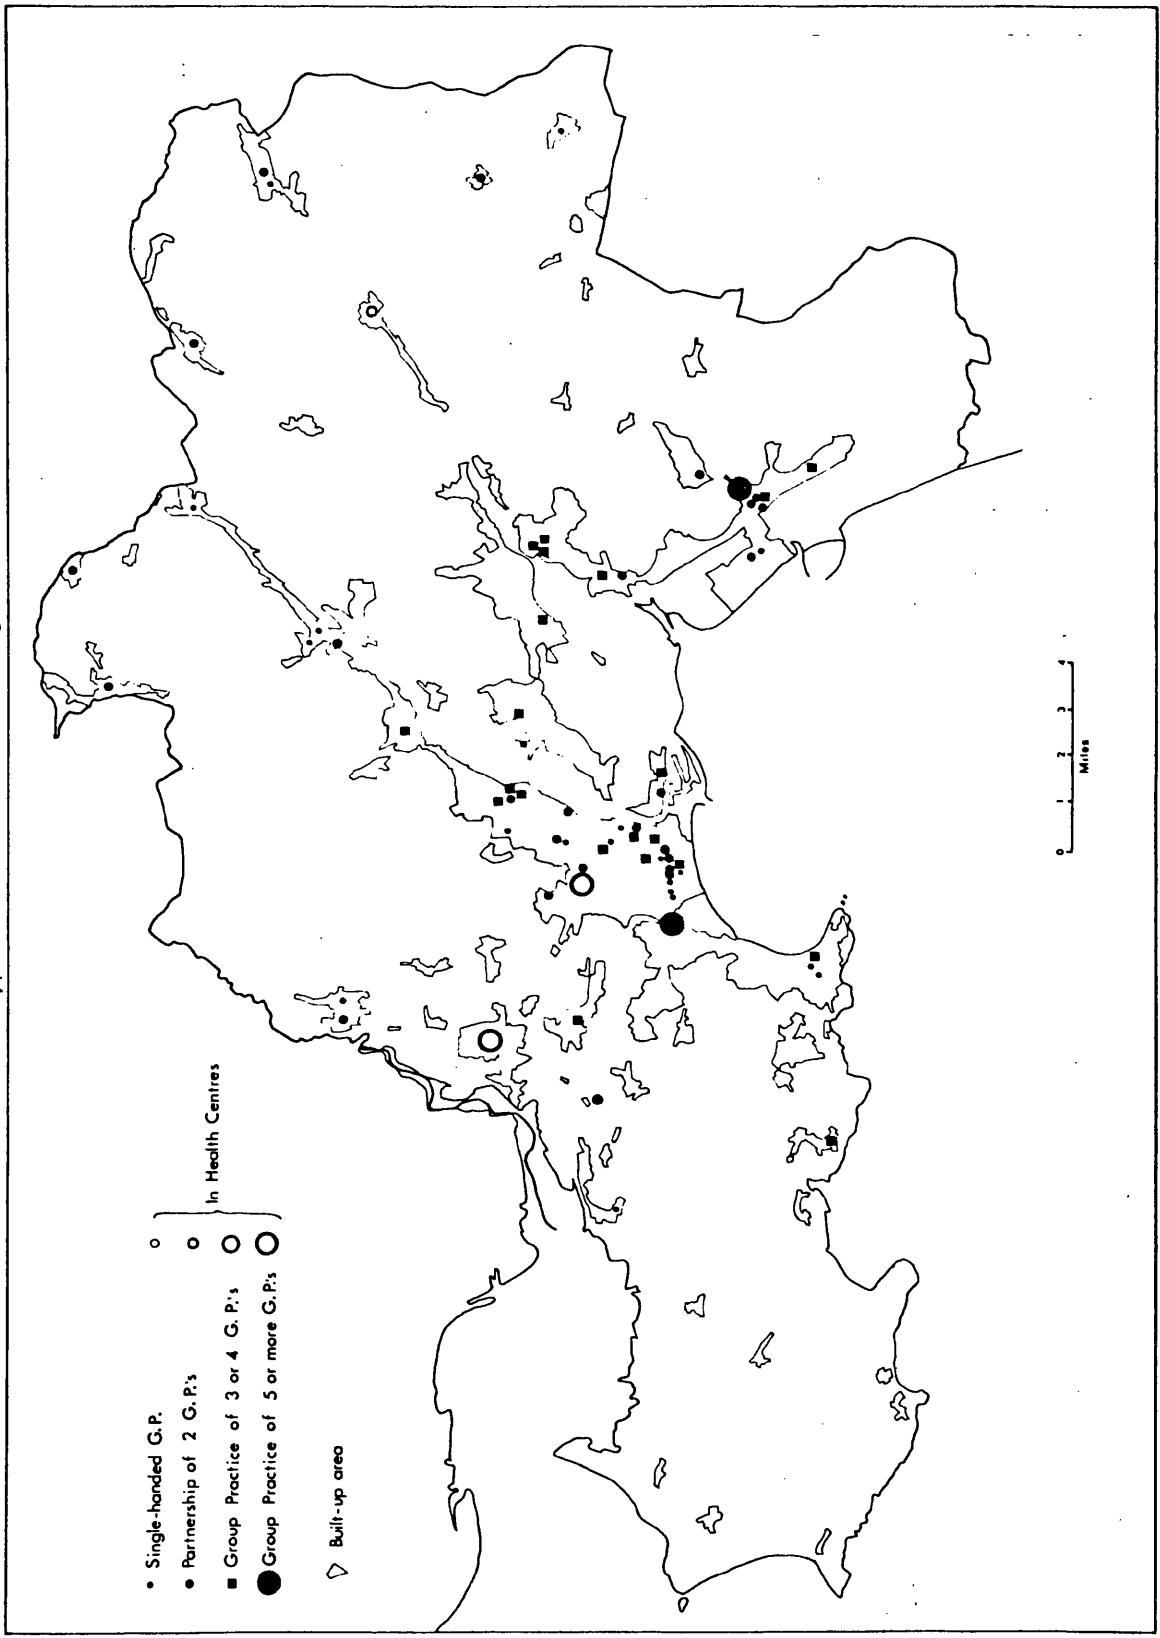 • Single-handed G.P.
• Partnership of 2 G.P.'s
■ Group Practice of 3 or 4 G.P.'s
● Group Practice of 5 or more G.P.'s
In Health Centres
Built-up area
0 1 2 3 4
Miles